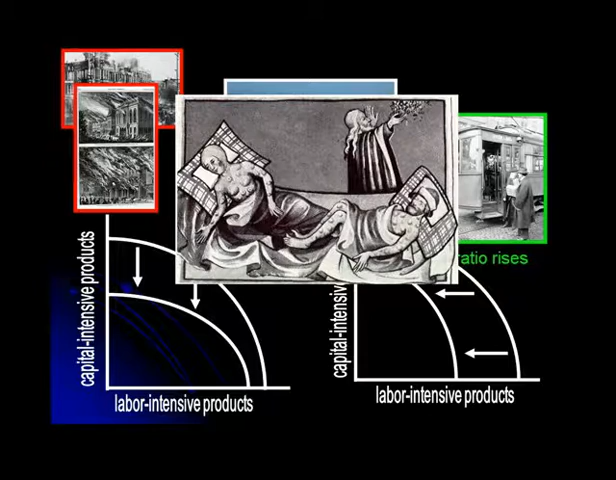 atio rises
capital-intensive products
labor-intensive products
capital-intensive
labor-intensive products